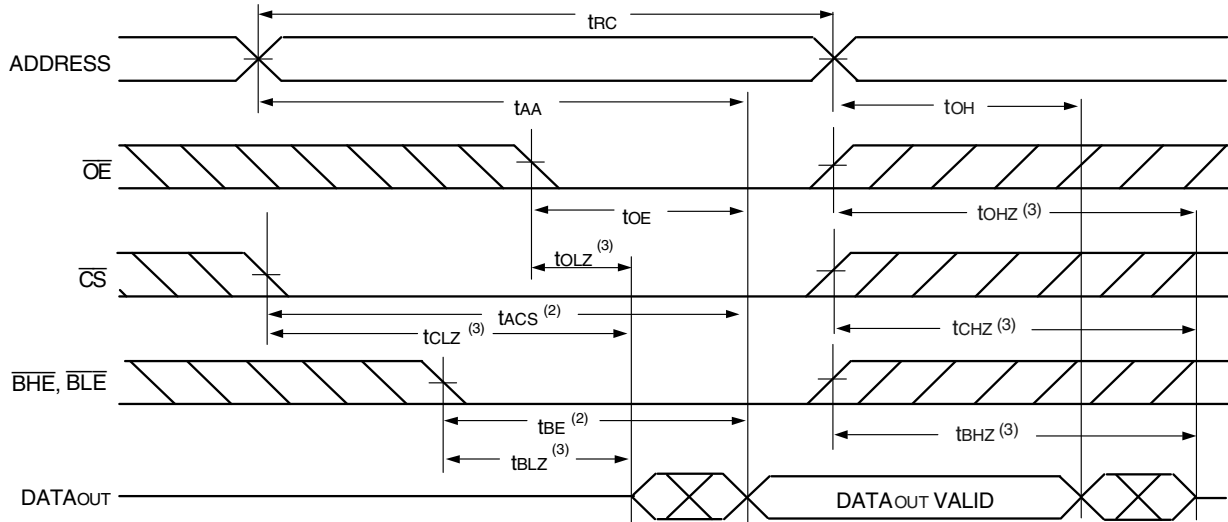 tRC
ADDRESS
tAA
tOH
OE
tOE
tOHZ (3)
tOLZ (3)
CS
tACS (2)
tCLZ (3)
tCHZ (3)
BHE, BLE
tBE (2)
tBHZ (3)
tBLZ (3)
DATAOUT
DATAOUT VALID